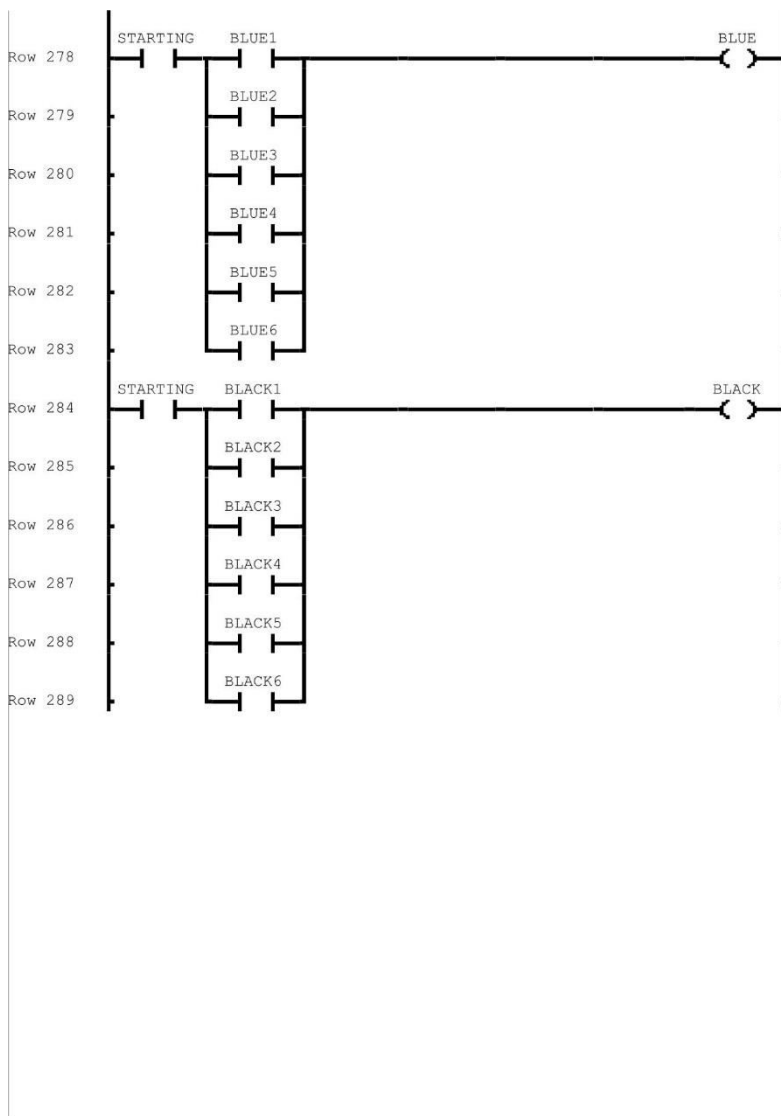 STARTING BLUE1 BLUE
Row 278
BLUE2
Row 279
BLUE3
Row 280
BLUE4
Row 281
BLUE5
Row 282
BLUE6
Row 283
STARTING BLACK1 BLACK
Row 284
BLACK2
Row 285
BLACK3
Row 286
BLACK4
Row 287
BLACK5
Row 288
BLACK6
Row 289